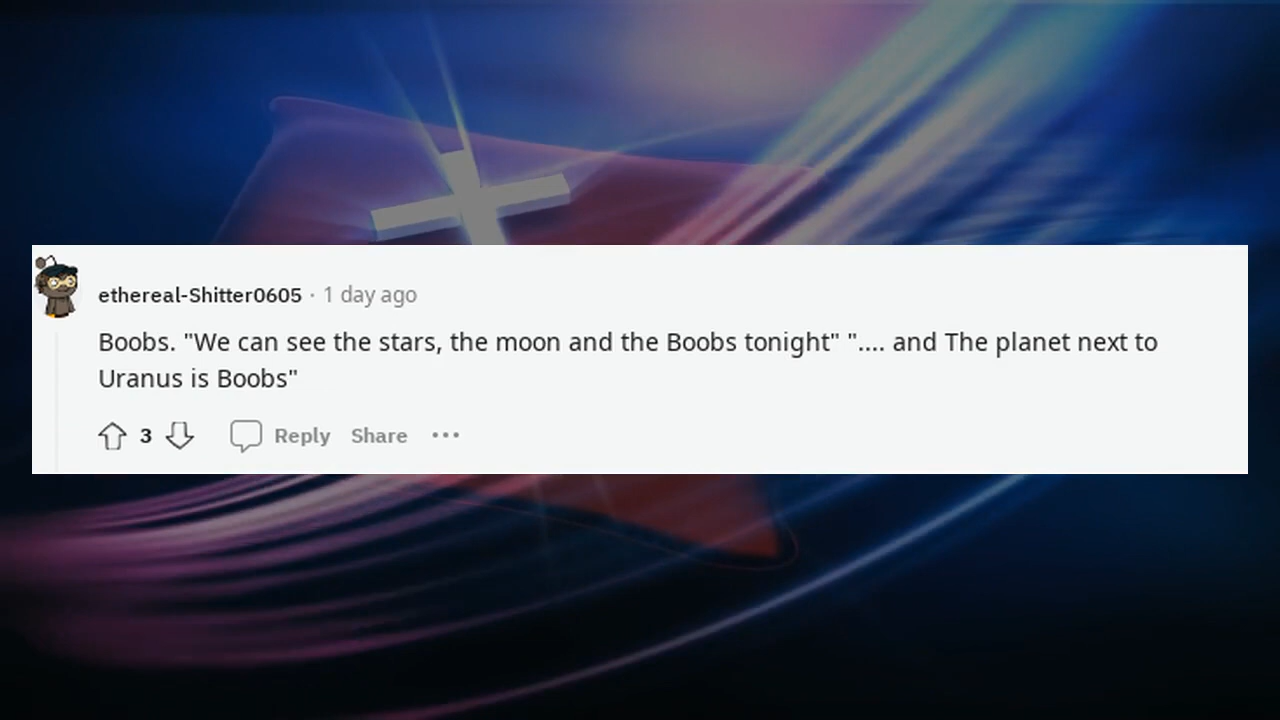 ethereal-Shitter0605 · 1 day ago
Boobs. "We can see the stars, the moon and the Boobs tonight" ".... and The planet next to
Uranus is Boobs"
3 Reply Share